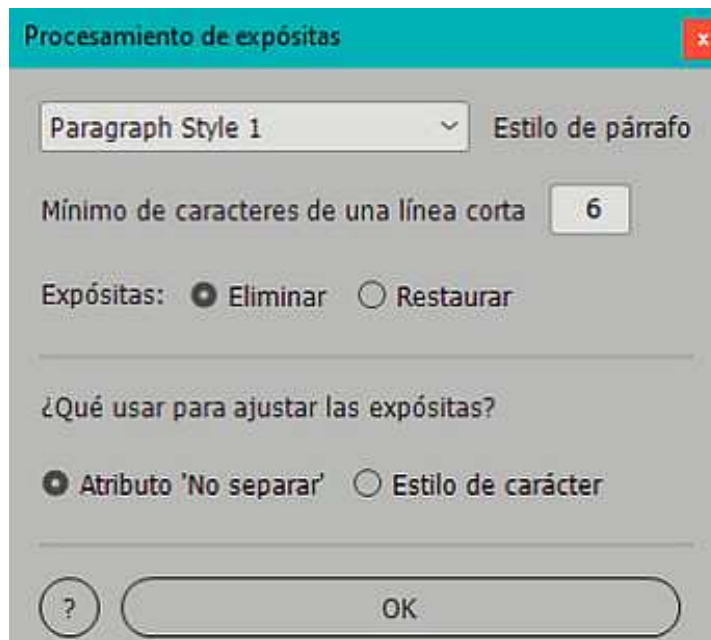 Procesamiento de expósitas
x
Paragraph Style 1 Estilo de párrafo
Mínimo de caracteres de una línea corta 6
Expósitas: Eliminar Restaurar
¿Qué usar para ajustar las expósitas?
Atributo 'No separar' Estilo de carácter
? OK